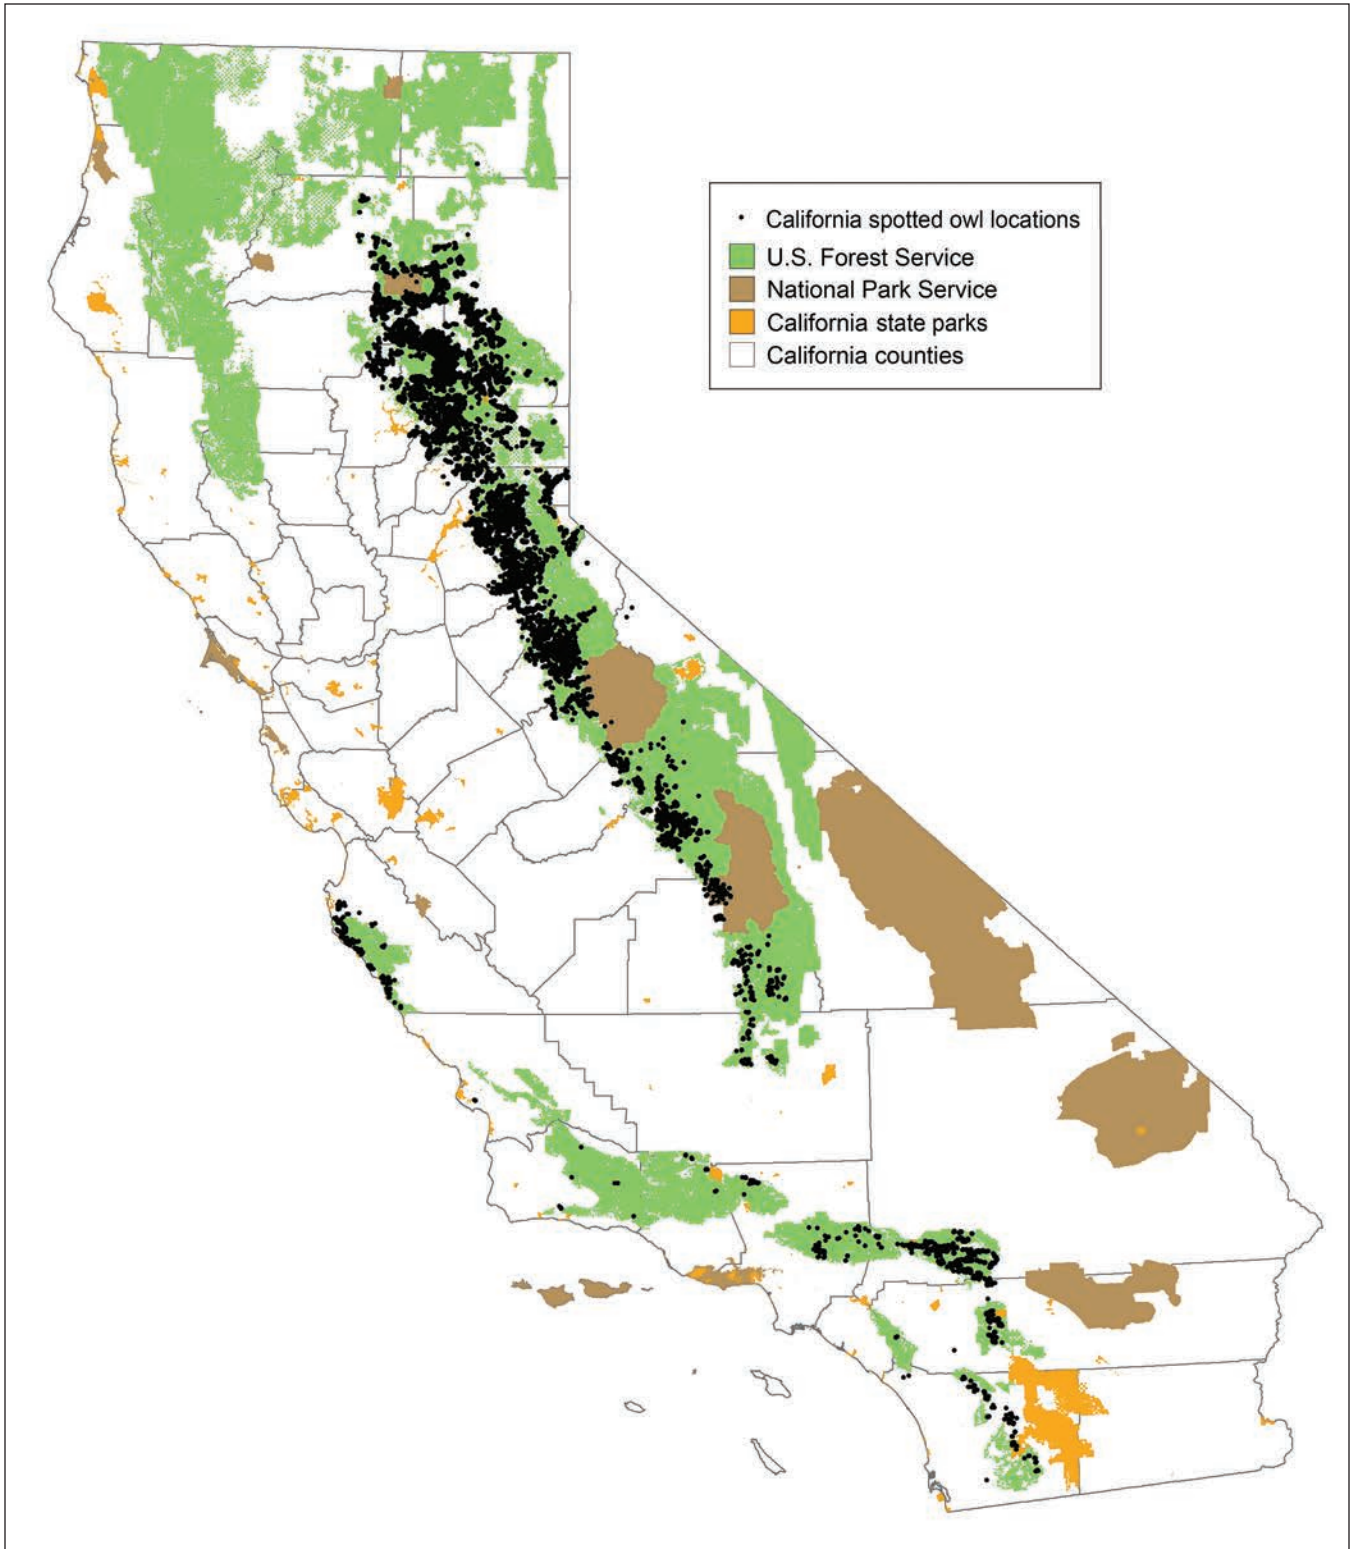 California spotted owl locations
U.S. Forest Service
National Park Service
California state parks
California counties